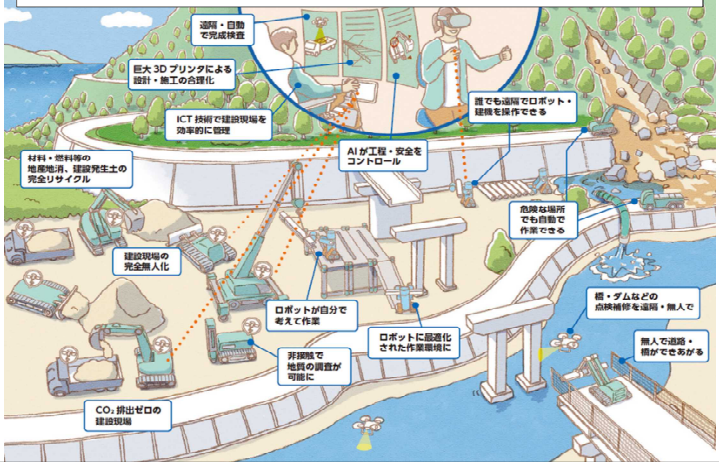 遠隔・自動
で完成検査
巨大3Dプリンタによる
設計・施工の合理化
ICT技術で建設現場を
効率的に管理
AIが工程・安全を
コントロール
誰でも遠隔でロボット・
建機を操作できる
材料・燃料等の
地産地消、建設発生土の
完全リサイクル
危険な場所
でも自動で
作業できる
建設現場の
完全無人化
ロボットが自分で
考えて作業
ロボットに最適化
された作業環境に
橋・ダムなどの
点検補修を遠隔・無人で
非接触で
地質の調査が
可能に
無人で道路・
橋ができあがる
CO₂排出ゼロの
建設現場